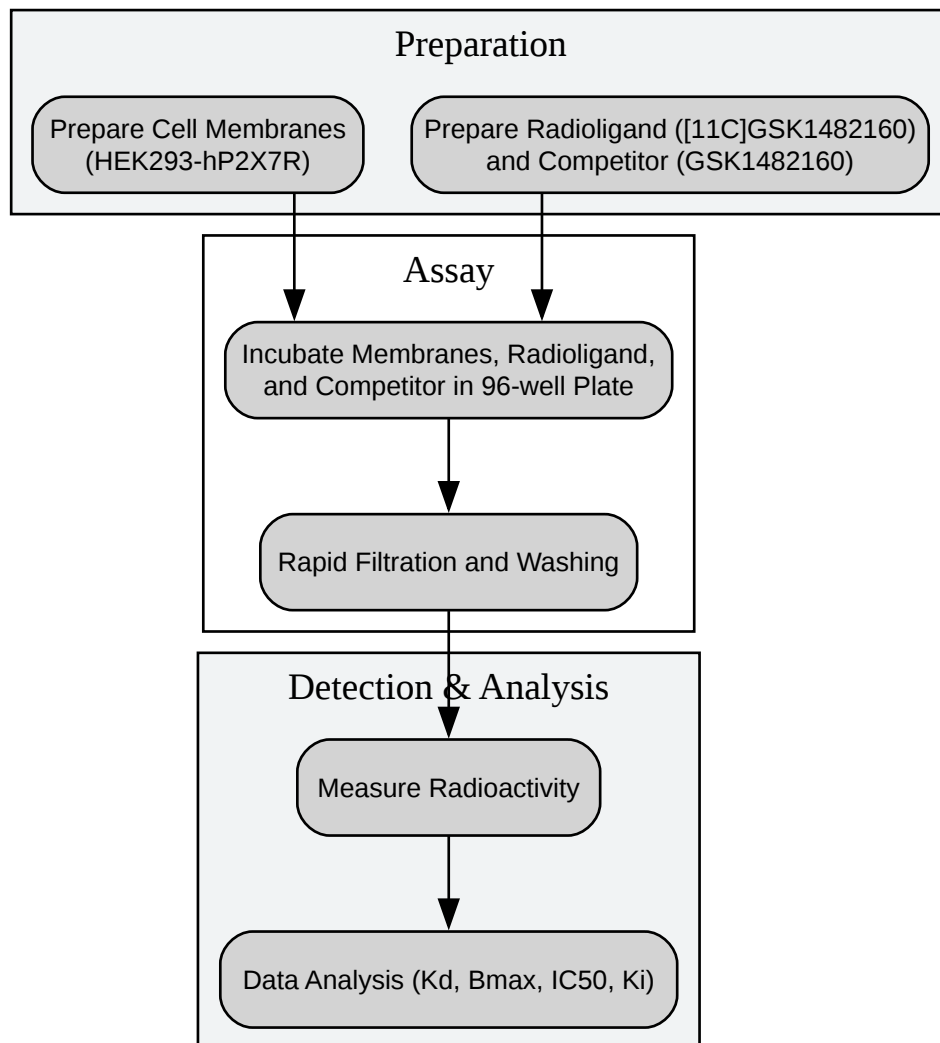 Preparation
Prepare Cell Membranes
(HEK293-hP2X7R)
Prepare Radioligand ([11C]GSK1482160)
and Competitor (GSK1482160)
Assay
Incubate Membranes, Radioligand,
and Competitor in 96-well Plate
Rapid Filtration and Washing
Detection & Analysis
Measure Radioactivity
Data Analysis (Kd, Bmax, IC50, Ki)